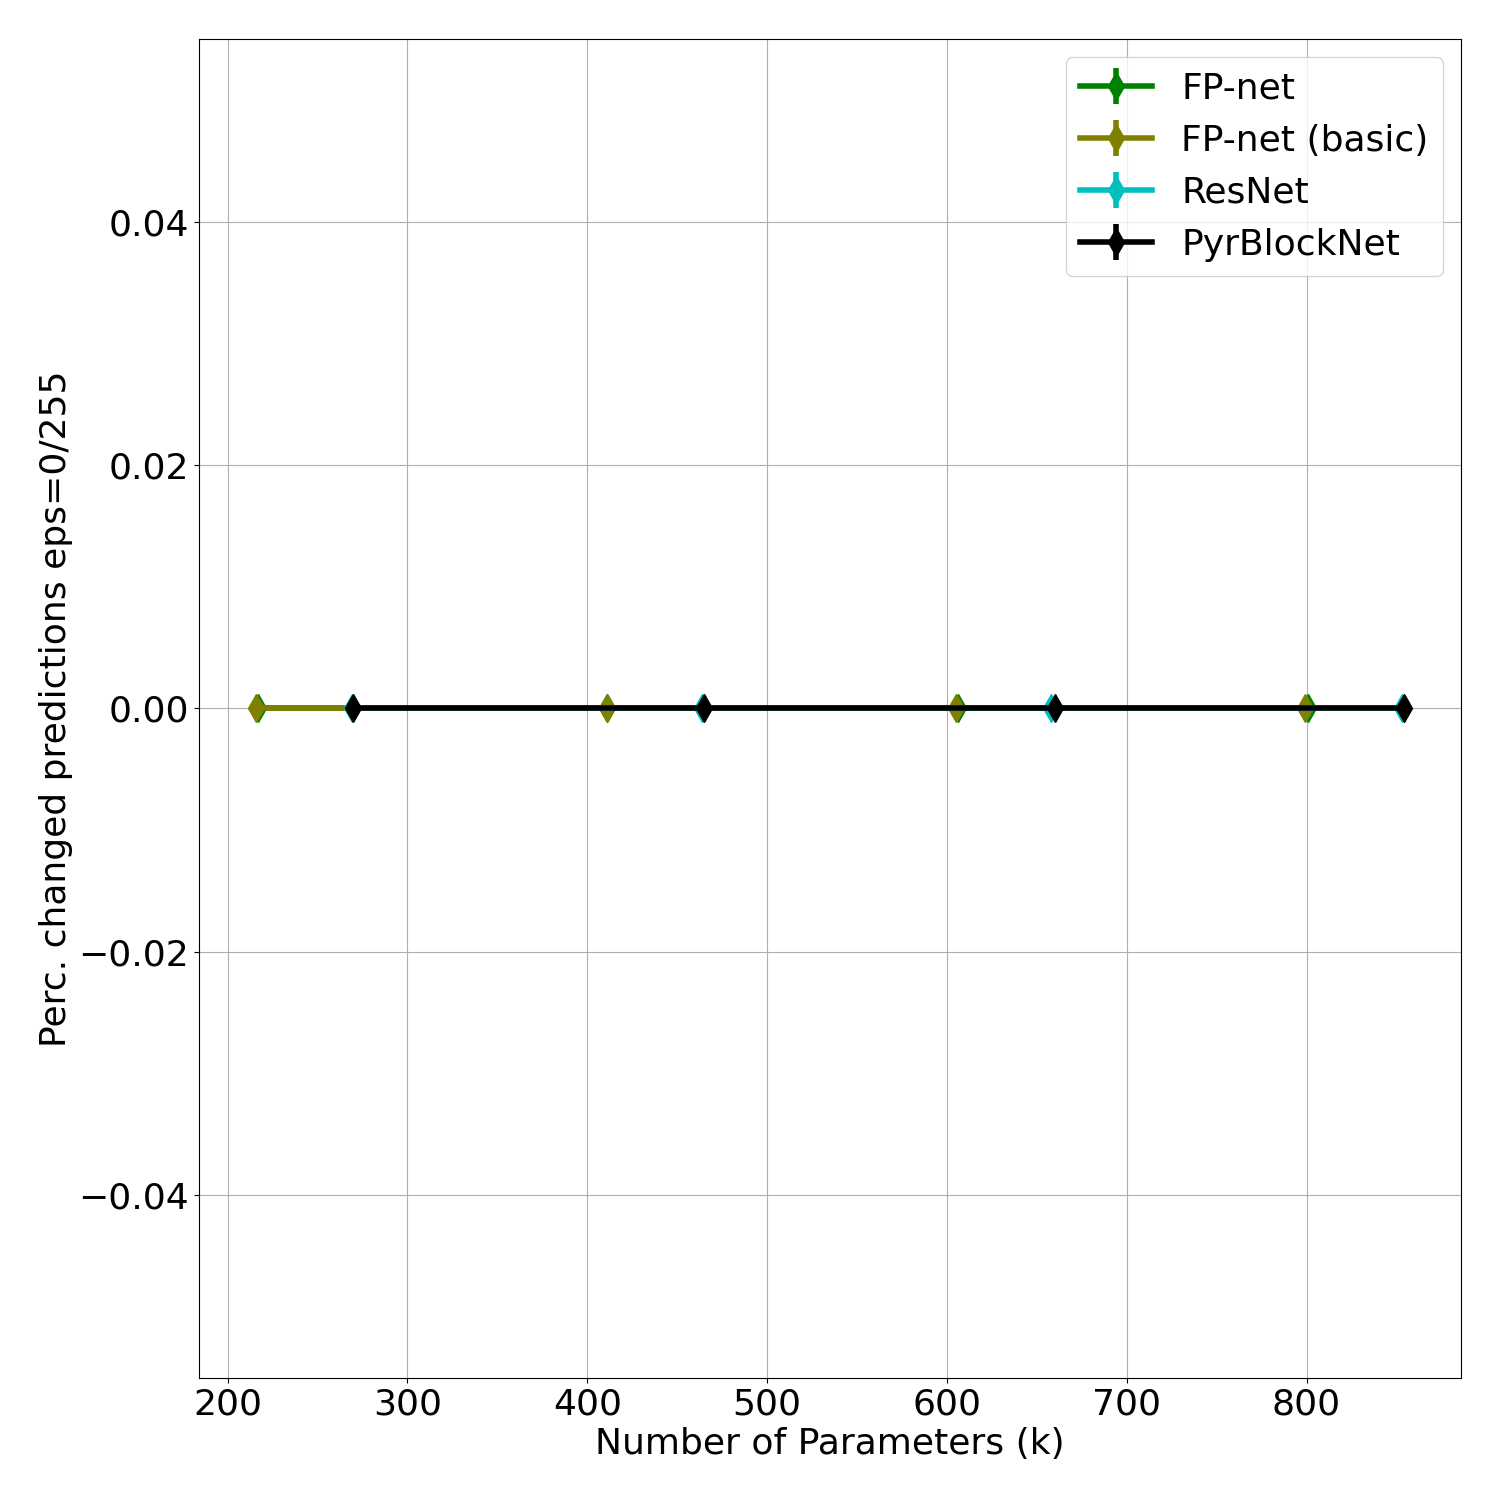 FP-net
FP-net (basic)
ResNet
PyrBlockNet
0.04
0.02
0.00
−0.02
−0.04
Perc. changed predictions eps=0/255
200 300 400 500 600 700 800
Number of Parameters (k)